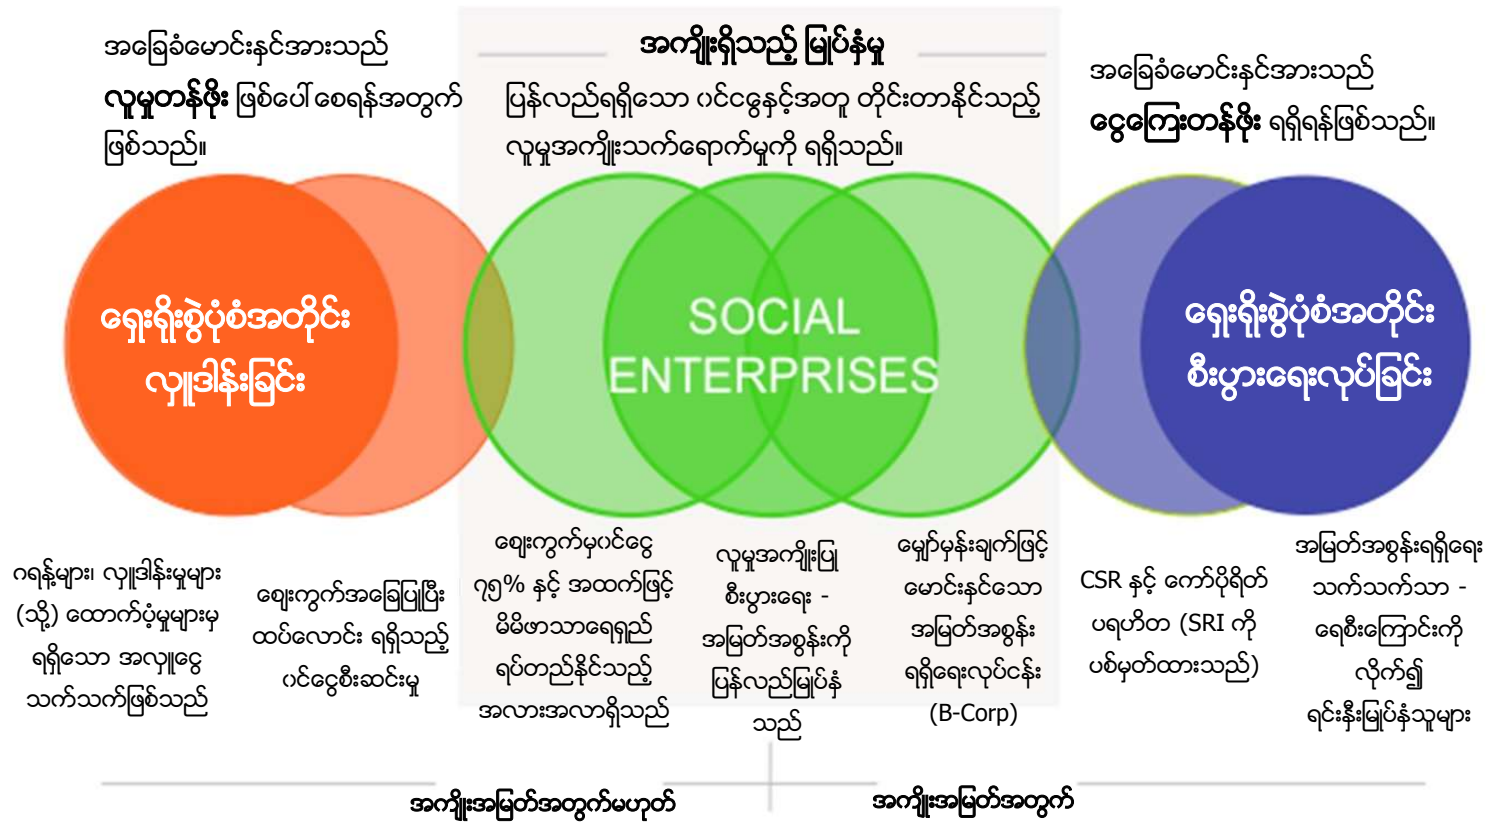 အခြေခံမောင်းနှင်အားသည်
လူမှုတန်ဖိုး ဖြစ်ပေါ် စေရန်အတွက်
ဖြစ်သည်။
အကျိုးရှိသည့် မြှုပ်နှံမှု
ပြန်လည်ရရှိသော ၀င်ငွေနှင့်အတူ တိုင်းတာနိုင်သည့်
လူမှုအကျိုးသက်ရောက်မှုကို ရရှိသည်။
အခြေခံမောင်းနှင်အားသည်
ငွေကြေးတန်ဖိုး ရရှိရန်ဖြစ်သည်။
ရှေးရိုးစွဲပုံစံအတိုင်း
လှူဒါန်းခြင်း
SOCIAL
ENTERPRISES
ရှေးရိုးစွဲပုံစံအတိုင်း
စီးပွားရေးလုပ်ခြင်း
ဂရန့်များ၊ လှူဒါန်းမှုများ
(သို့) ထောက်ပံ့မှုများမှ
ရရှိသော အလှူငွေ
သက်သက်ဖြစ်သည်
ဈေးကွက်အခြေပြုပြီး
ထပ်လောင်း ရရှိသည့်
၀င်ငွေစီးဆင်းမှု
ဈေးကွက်မှ၀င်ငွေ
၇၅% နှင့် အထက်ဖြင့်
မိမိဖာသာရေရှည်
ရပ်တည်နိုင်သည့်
အလားအလာရှိသည်
လူမှုအကျိုးပြု
စီးပွားရေး -
အမြတ်အစွန်းကို
ပြန်လည်မြှုပ်နှံ
သည်
မျှော်မှန်းချက်ဖြင့်
မောင်းနှင်သော
အမြတ်အစွန်း
ရရှိရေးလုပ်ငန်း
(B-Corp)
CSR နှင့် ကော်ပိုရိတ်
ပရဟိတ (SRI ကို
ပစ်မှတ်ထားသည်)
အမြတ်အစွန်းရရှိရေး
သက်သက်သာ -
ရေစီးကြောင်းကို
လိုက်၍
ရင်းနှီးမြှုပ်နှံသူများ
အကျိုးအမြတ်အတွက်မဟုတ်
အကျိုးအမြတ်အတွက်